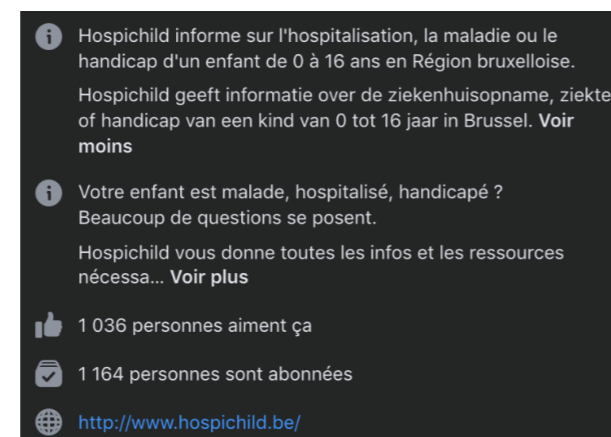 Hospichild informe sur l'hospitalisation, la maladie ou le
handicap d'un enfant de 0 à 16 ans en Région bruxelloise.
Hospichild geeft informatie over de ziekenhuisopname, ziekte
of handicap van een kind van 0 tot 16 jaar in Brussel. Voir
moins
Votre enfant est malade, hospitalisé, handicapé ?
Beaucoup de questions se posent.
Hospichild vous donne toutes les infos et les ressources
nécessa... Voir plus
1 036 personnes aiment ça
1 164 personnes sont abonnées
http://www.hospichild.be/